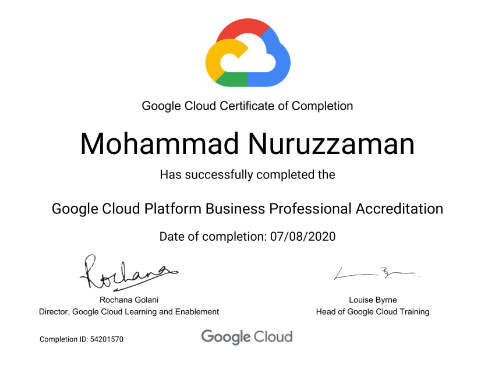 Google Cloud Certificate of Completion
Mohammad Nuruzzaman
Has successfully completed the
Google Cloud Platform Business Professional Accreditation
Date of completion: 07/08/2020
Rochana
Rochana Golani
Director, Google Cloud Learning and Enablement
Louise Byrne
Head of Google Cloud Training
Completion ID: 54201570
Google Cloud